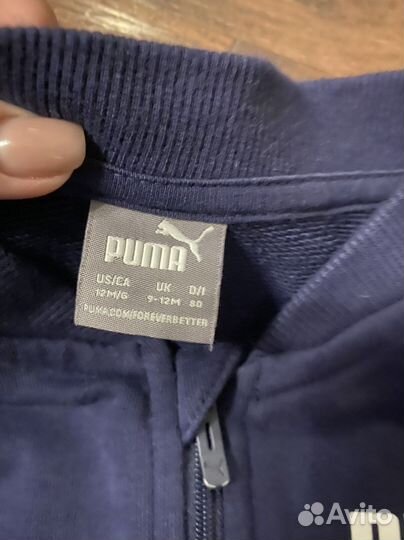 PUMA
US/CA UK D/I
12M/G 9-12M 80
PUMA.COM/FOREVERBETTER
Avito